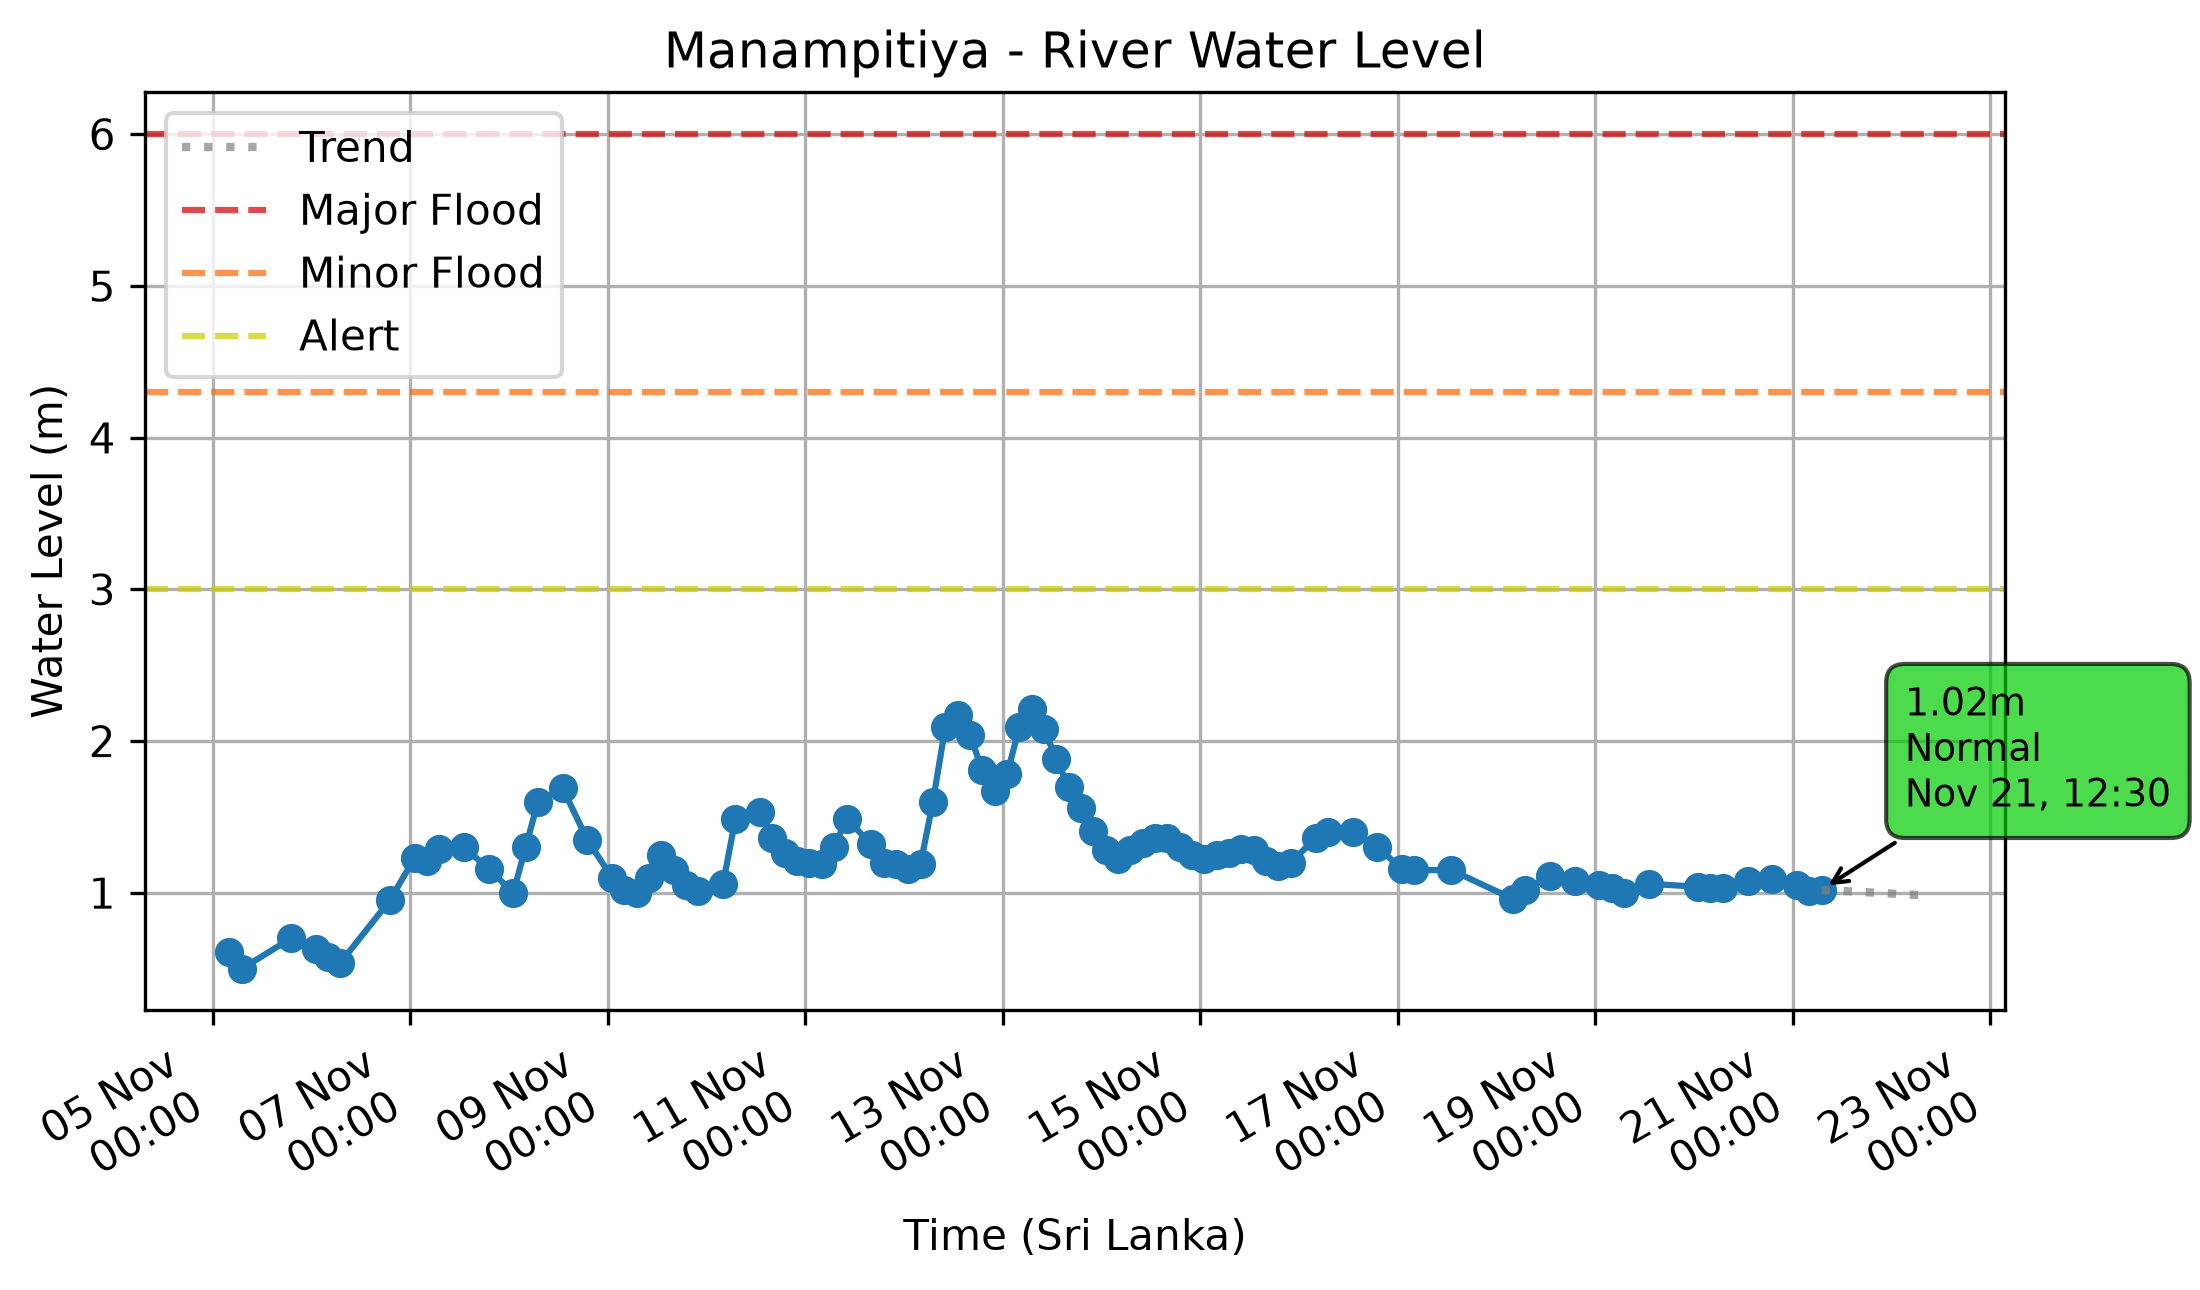 Manampitiya - River Water Level
Water Level (m)
6
5
4
3
2
1
Trend
Major Flood
Minor Flood
Alert
1.02m
Normal
Nov 21, 12:30
05 Nov
00:00
07 Nov
00:00
09 Nov
00:00
11 Nov
00:00
13 Nov
00:00
15 Nov
00:00
17 Nov
00:00
19 Nov
00:00
21 Nov
00:00
23 Nov
00:00
Time (Sri Lanka)